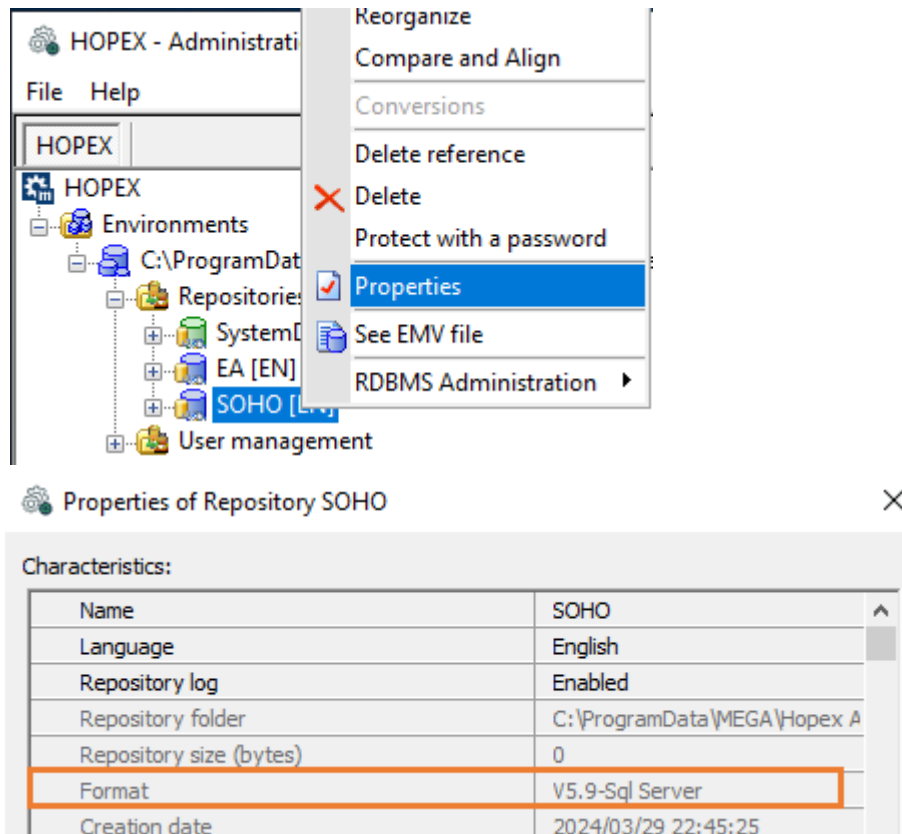 Reorganize
HOPEX - Administrati
Compare and Align
File Help
Conversions
HOPEX
Delete reference
HOPEX
Delete
Environments
Protect with a password
C:\ProgramDat
Properties
Repositories
SystemD
See EMV file
EA [EN]
RDBMS Administration
SOHO [EN]
User management
Properties of Repository SOHO
Characteristics:
Name SOHO
Language English
Repository log Enabled
Repository folder C:\ProgramData\MEGA\Hopex A
Repository size (bytes) 0
Format V5.9-Sql Server
Creation date 2024/03/29 22:45:25